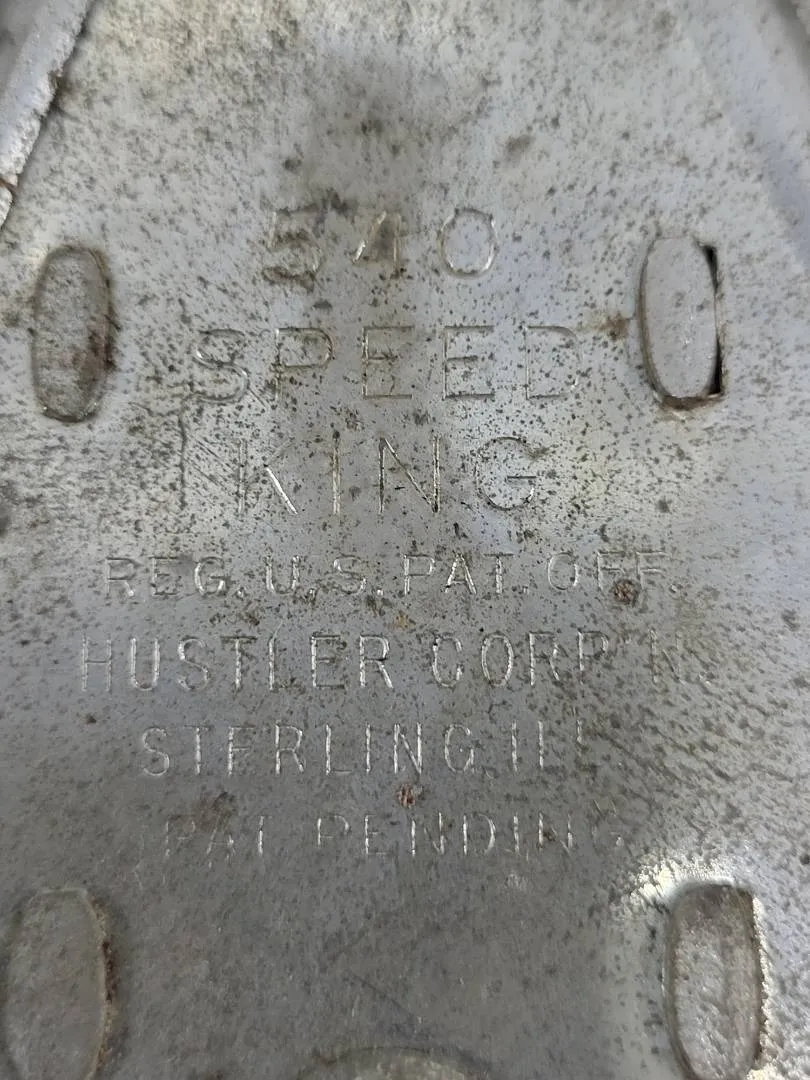 540
SPEED
KING
REG. U.S. PAT. OFF.
HUSTLER CORP'N.
STERLING, ILL.
PAT. PENDING